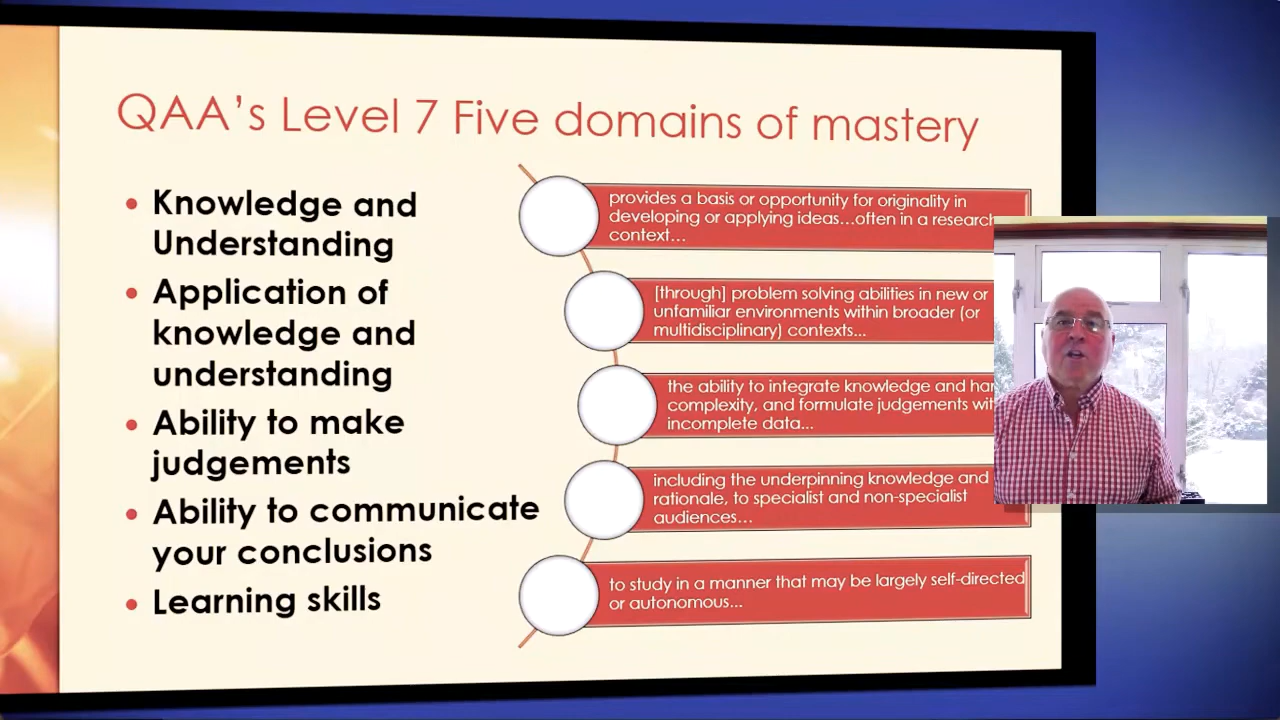 QAA's Level 7 Five domains of mastery
• Knowledge and
Understanding
• Application of
knowledge and
understanding
• Ability to make
judgements
• Ability to communicate
your conclusions
• Learning skills
provides a basis or opportunity for originality in
developing or applying ideas...often in a research
context...
[through] problem solving abilities in new or
unfamiliar environments within broader (or
multidisciplinary) contexts...
the ability to integrate knowledge and
complexity, and formulate judgements
incomplete data...
including the underpinning knowledge and
rationale, to specialist and non-specialist
audiences...
to study in a manner that may be largely self-directed
or autonomous...